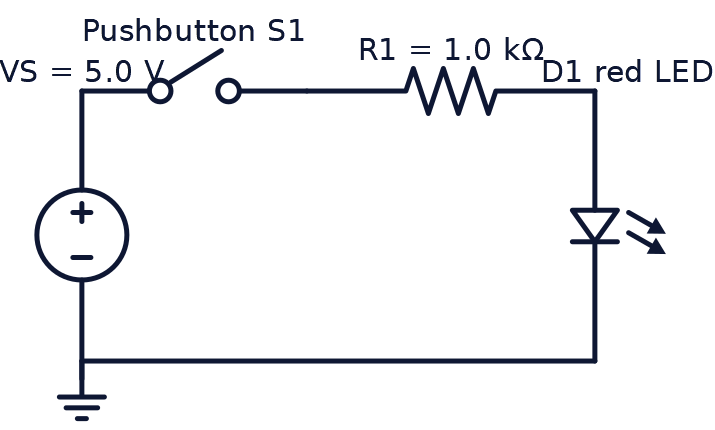 Pushbutton S1
VS = 5.0 V
R1 = 1.0 kΩ
D1 red LED
+
−